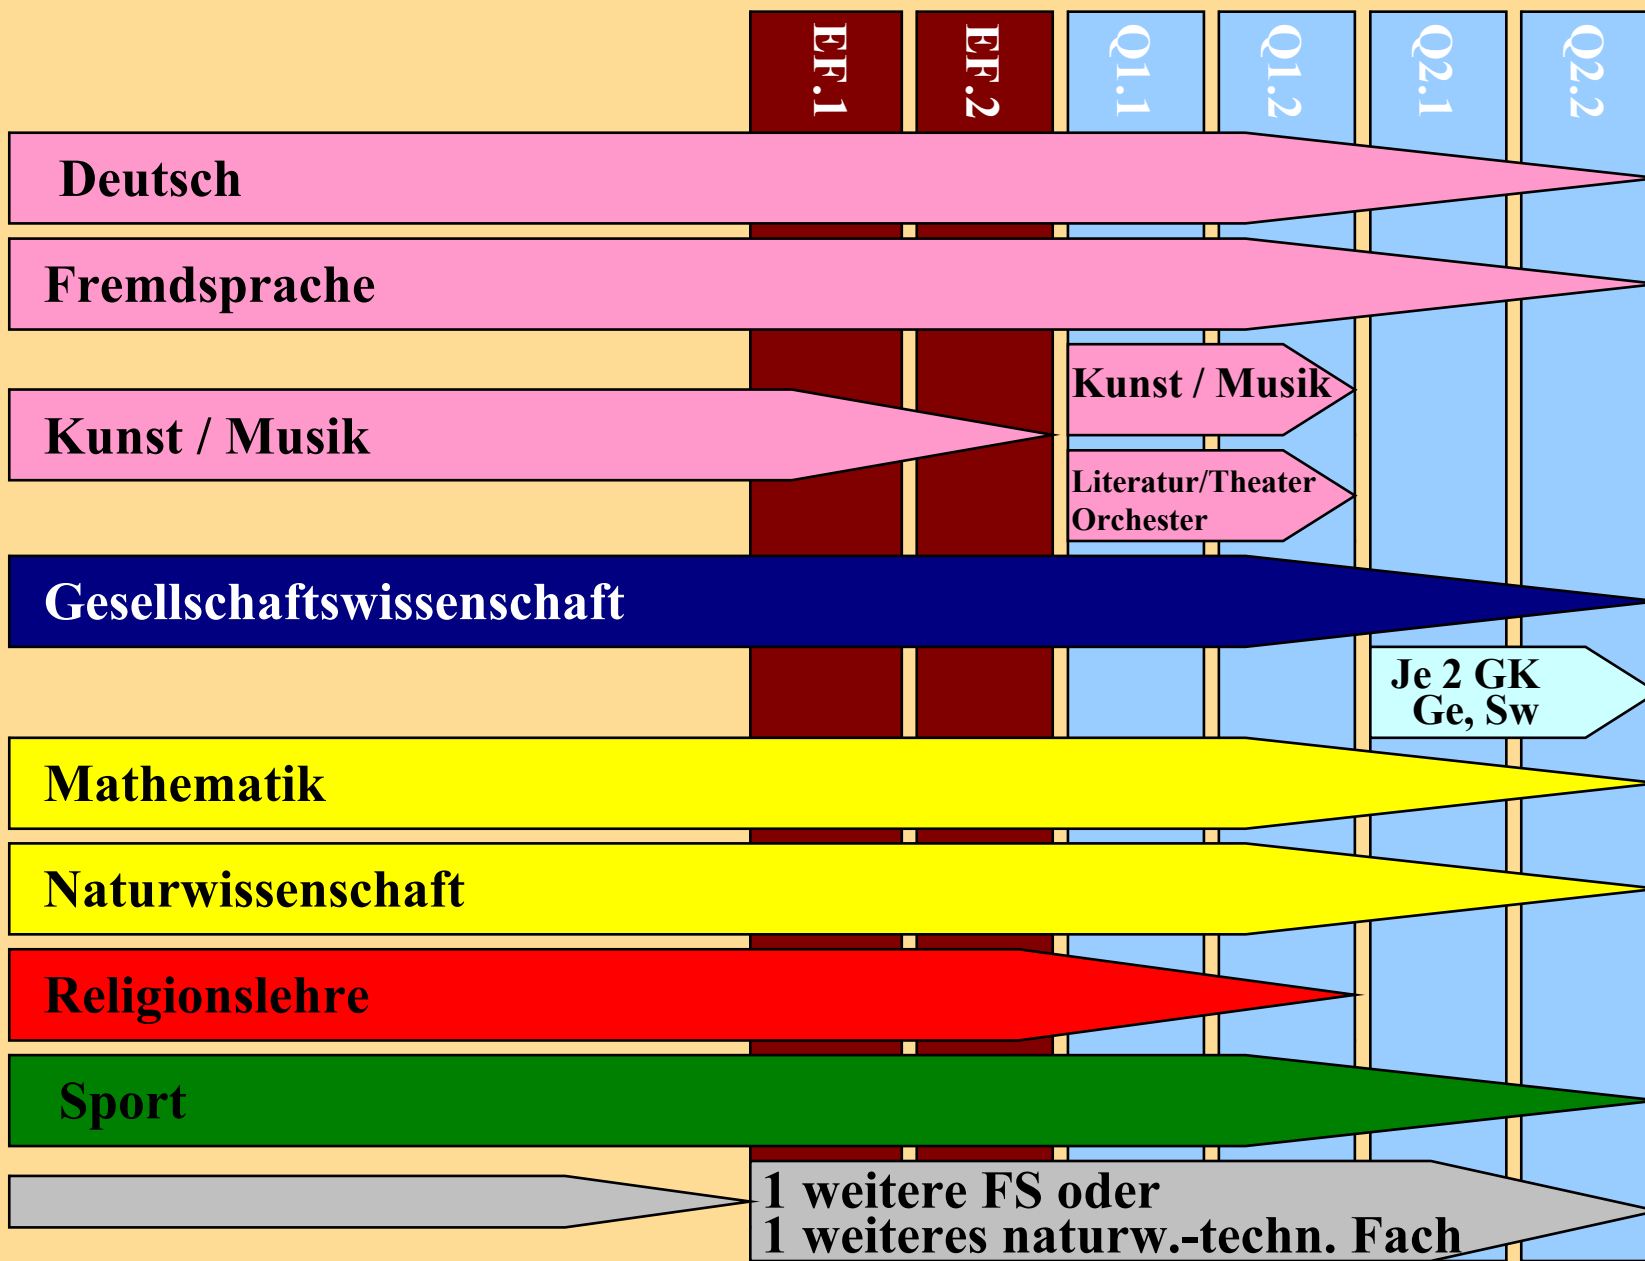 EF.1
EF.2
Q1.1
Q1.2
Q2.1
Q2.2
Deutsch
Fremdsprache
Kunst / Musik
Kunst / Musik
Literatur/Theater
Orchester
Gesellschaftswissenschaft
Je 2 GK
Ge, Sw
Mathematik
Naturwissenschaft
Religionslehre
Sport
1 weitere FS oder
1 weiteres naturw.-techn. Fach